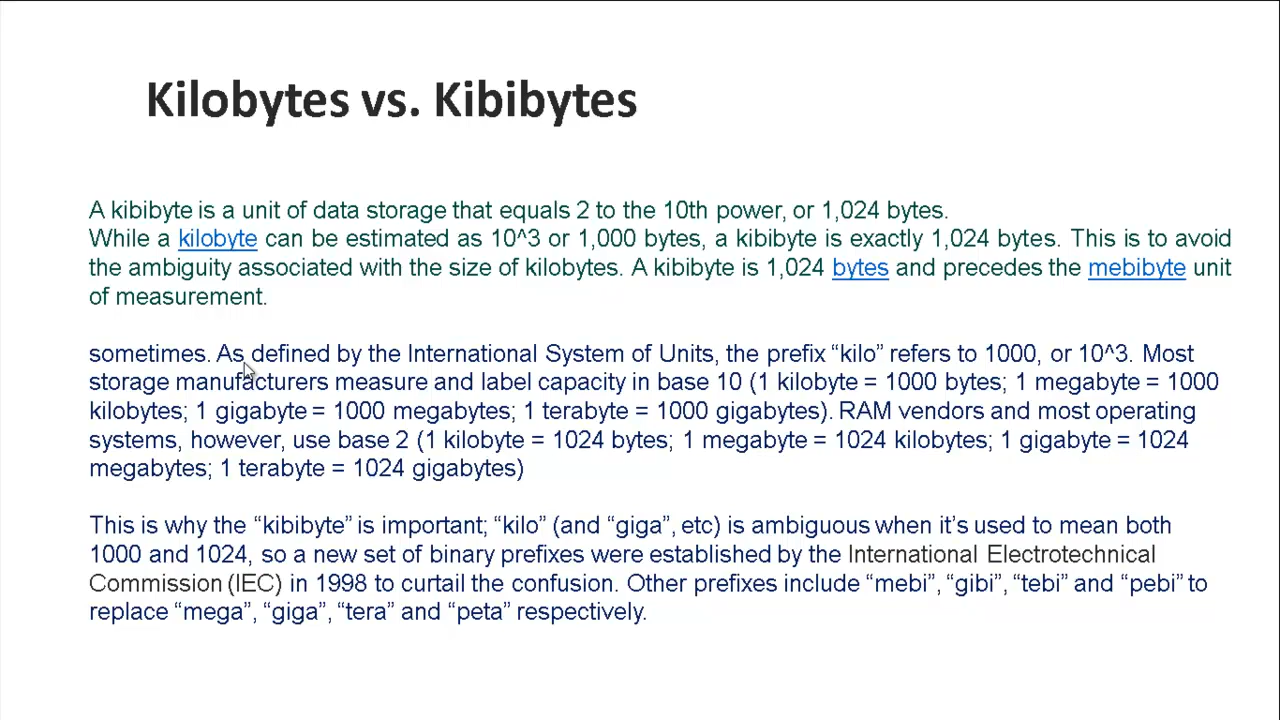 Kilobytes vs. Kibibytes
A kibibyte is a unit of data storage that equals 2 to the 10th power, or 1,024 bytes.
While a kilobyte can be estimated as 10^3 or 1,000 bytes, a kibibyte is exactly 1,024 bytes. This is to avoid
the ambiguity associated with the size of kilobytes. A kibibyte is 1,024 bytes and precedes the mebibyte unit
of measurement.
sometimes. As defined by the International System of Units, the prefix “kilo” refers to 1000, or 10^3. Most
storage manufacturers measure and label capacity in base 10 (1 kilobyte = 1000 bytes; 1 megabyte = 1000
kilobytes; 1 gigabyte = 1000 megabytes; 1 terabyte = 1000 gigabytes). RAM vendors and most operating
systems, however, use base 2 (1 kilobyte = 1024 bytes; 1 megabyte = 1024 kilobytes; 1 gigabyte = 1024
megabytes; 1 terabyte = 1024 gigabytes)
This is why the “kibibyte” is important; “kilo” (and “giga”, etc) is ambiguous when it’s used to mean both
1000 and 1024, so a new set of binary prefixes were established by the International Electrotechnical
Commission (IEC) in 1998 to curtail the confusion. Other prefixes include “mebi”, “gibi”, “tebi” and “pebi” to
replace “mega”, “giga”, “tera” and “peta” respectively.